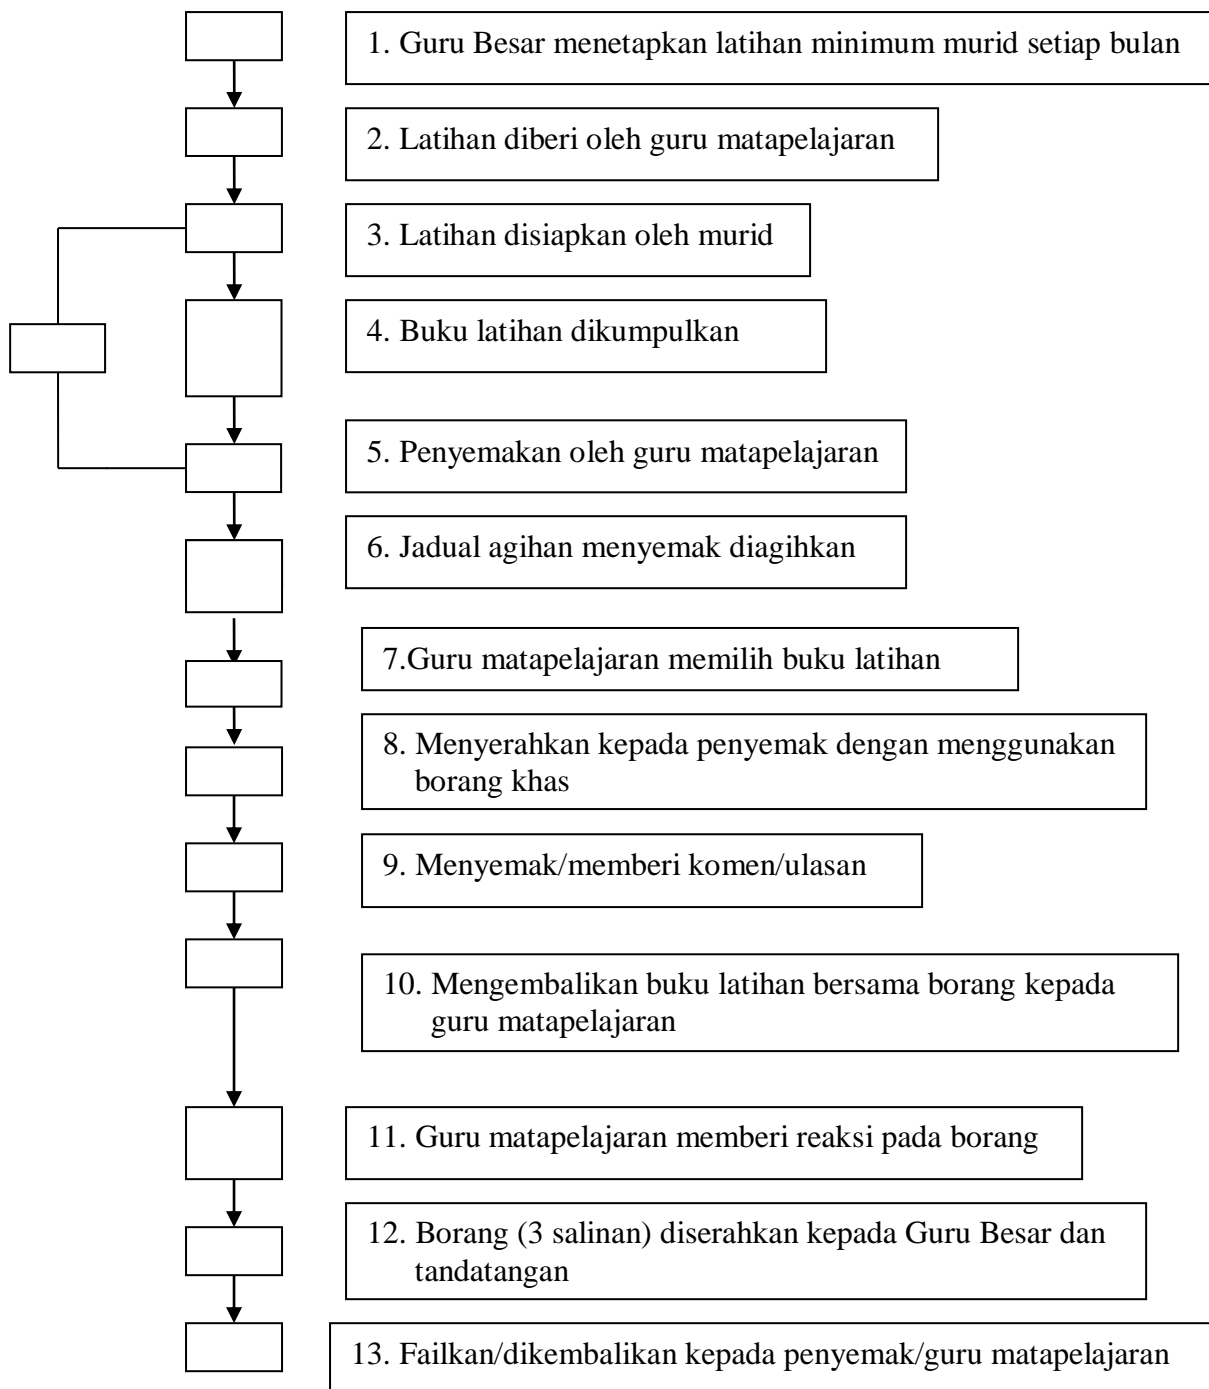 1. Guru Besar menetapkan latihan minimum murid setiap bulan
2. Latihan diberi oleh guru matapelajaran
3. Latihan disiapkan oleh murid
4. Buku latihan dikumpulkan
5. Penyemakan oleh guru matapelajaran
6. Jadual agihan menyemak diagihkan
7.Guru matapelajaran memilih buku latihan
8. Menyerahkan kepada penyemak dengan menggunakan
borang khas
9. Menyemak/memberi komen/ulasan
10. Mengembalikan buku latihan bersama borang kepada
guru matapelajaran
11. Guru matapelajaran memberi reaksi pada borang
12. Borang (3 salinan) diserahkan kepada Guru Besar dan
tandatangan
13. Failkan/dikembalikan kepada penyemak/guru matapelajaran